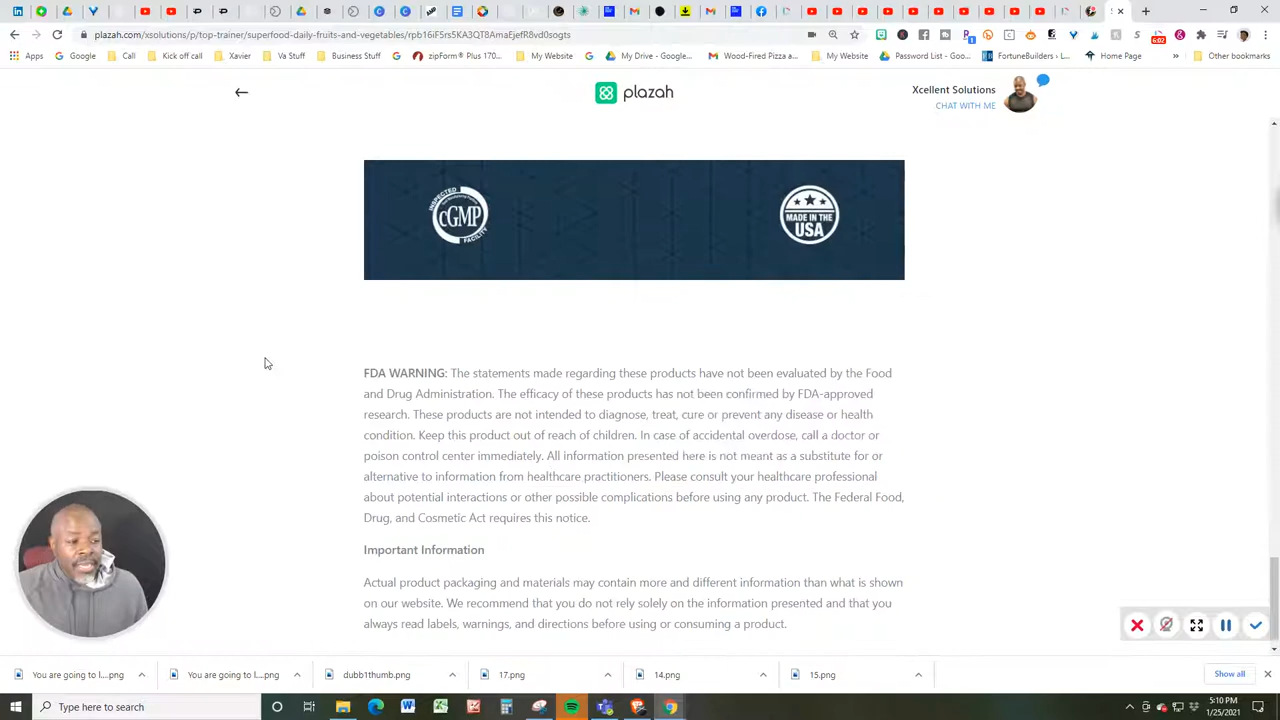 plazah.com/xsolutions/p/top-trainer/superfood-daily-fruits-and-vegetables/rpb16iF5rsSKA3QT8AmaEjefR8vd0sogts
6:02
Apps Google Call Kick off call Xavier Stuff Business Stuff zipForm® Plus 170... My Website My Drive - Google... Wood-Fired Pizza a... My Website Password List - Goo... FortuneBuilders › L... Home Page » Other bookmarks
plazah
Xcellent Solutions
CHAT WITH ME
INSPECTED
cGMP
FACILITY
MADE IN THE
USA
FDA WARNING: The statements made regarding these products have not been evaluated by the Food
and Drug Administration. The efficacy of these products has not been confirmed by FDA-approved
research. These products are not intended to diagnose, treat, cure or prevent any disease or health
condition. Keep this product out of reach of children. In case of accidental overdose, call a doctor or
poison control center immediately. All information presented here is not meant as a substitute for or
alternative to information from healthcare practitioners. Please consult your healthcare professional
about potential interactions or other possible complications before using any product. The Federal Food,
Drug, and Cosmetic Act requires this notice.
Important Information
Actual product packaging and materials may contain more and different information than what is shown
on our website. We recommend that you do not rely solely on the information presented and that you
always read labels, warnings, and directions before using or consuming a product.
You are going to l....png You are going to l....png dubb1thumb.png 17.png 14.png 15.png Show all
Type here to search
5:10 PM
1/25/2021